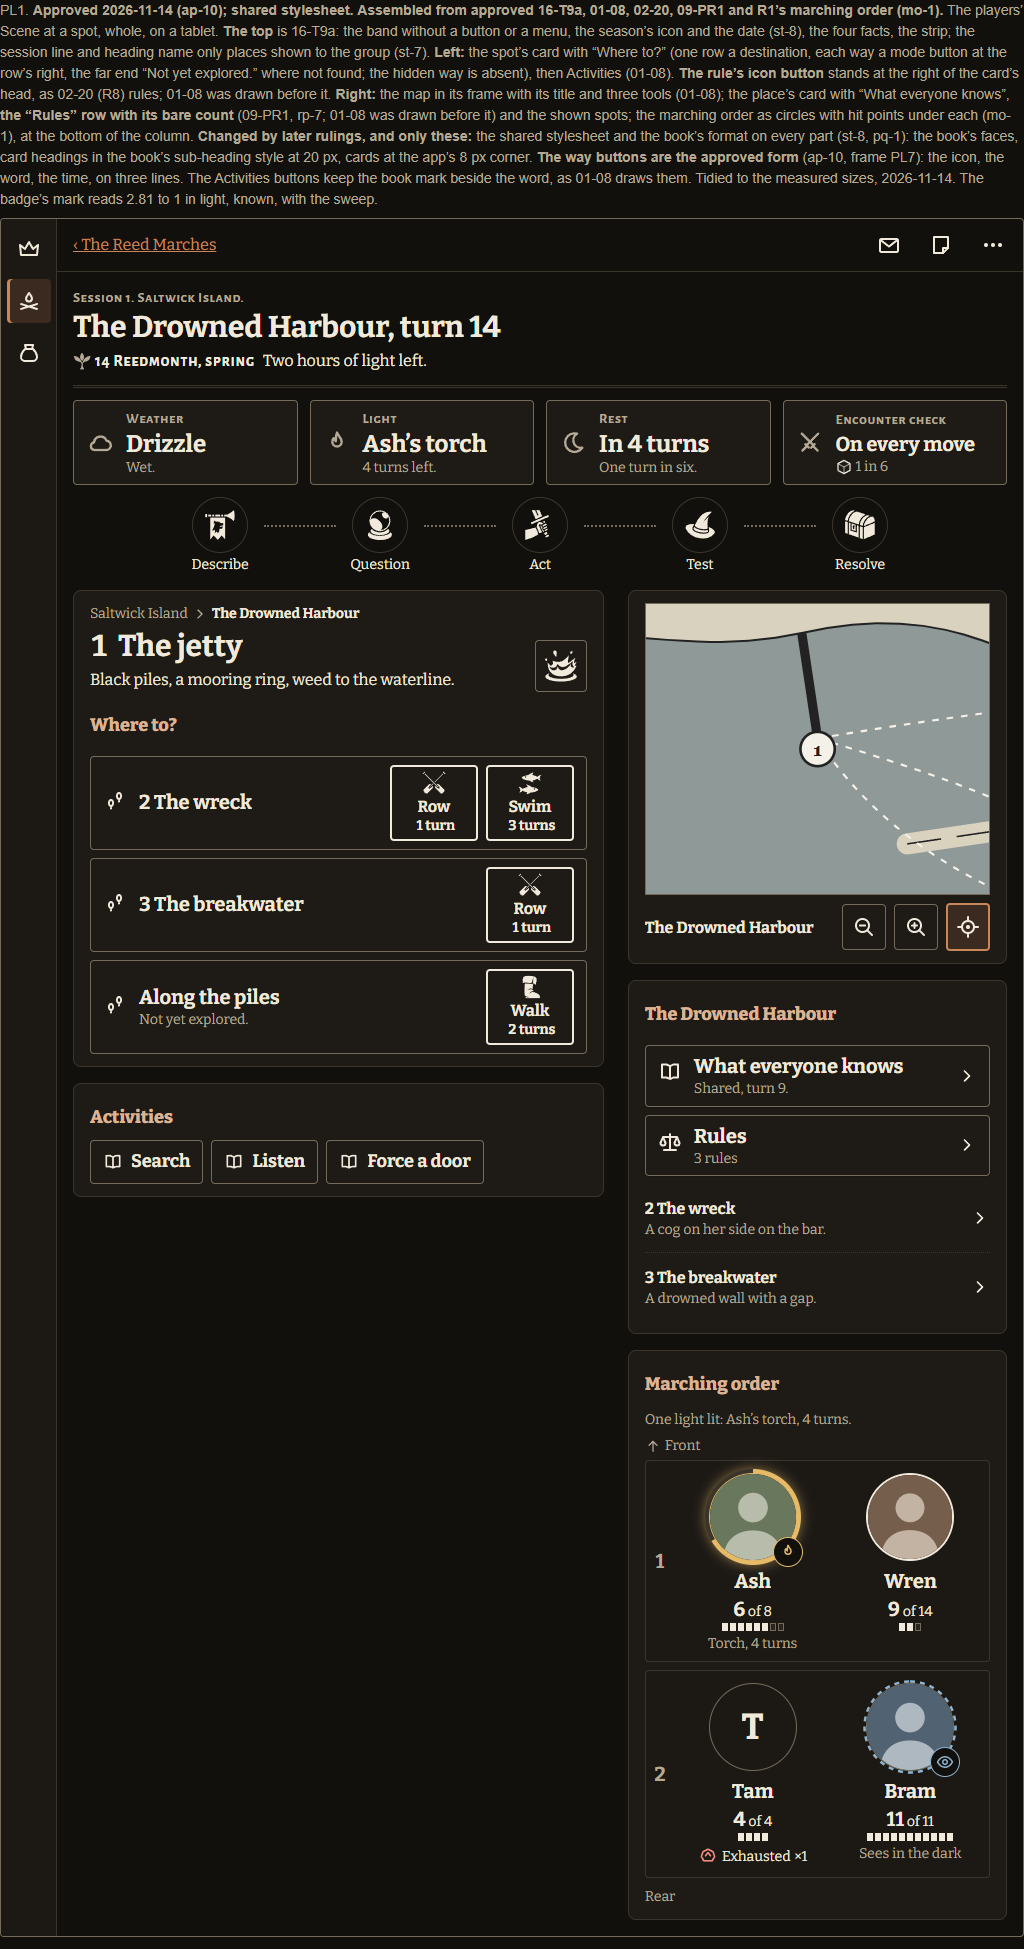 PL1. Approved 2026-11-14 (ap-10); shared stylesheet. Assembled from approved 16-T9a, 01-08, 02-20, 09-PR1 and R1's marching order (mo-1). The players'
Scene at a spot, whole, on a tablet. The top is 16-T9a: the band without a button or a menu, the season's icon and the date (st-8), the four facts, the strip; the
session line and heading name only places shown to the group (st-7). Left: the spot's card with “Where to?” (one row a destination, each way a mode button at the
row's right, the far end “Not yet explored.” where not found; the hidden way is absent), then Activities (01-08). The rule's icon button stands at the right of the card's
head, as 02-20 (R8) rules; 01-08 was drawn before it. Right: the map in its frame with its title and three tools (01-08); the place's card with “What everyone knows”,
the “Rules” row with its bare count (09-PR1, rp-7; 01-08 was drawn before it) and the shown spots; the marching order as circles with hit points under each (mo-
1), at the bottom of the column. Changed by later rulings, and only these: the shared stylesheet and the book's format on every part (st-8, pq-1): the book's faces,
card headings in the book's sub-heading style at 20 px, cards at the app's 8 px corner. The way buttons are the approved form (ap-10, frame PL7): the icon, the
word, the time, on three lines. The Activities buttons keep the book mark beside the word, as 01-08 draws them. Tidied to the measured sizes, 2026-11-14. The
badge's mark reads 2.81 to 1 in light, known, with the sweep.
‹ The Reed Marches
Session 1. Saltwick Island.
The Drowned Harbour, turn 14
14 Reedmonth, spring Two hours of light left.
Weather
Drizzle
Wet.
Light
Ash's torch
4 turns left.
Rest
In 4 turns
One turn in six.
Encounter check
On every move
1 in 6
Describe
Question
Act
Test
Resolve
Saltwick Island > The Drowned Harbour
1 The jetty
Black piles, a mooring ring, weed to the waterline.
Where to?
2 The wreck
Row
1 turn
Swim
3 turns
3 The breakwater
Row
1 turn
Along the piles
Not yet explored.
Walk
2 turns
Activities
Search
Listen
Force a door
1
The Drowned Harbour
The Drowned Harbour
What everyone knows
Shared, turn 9.
Rules
3 rules
2 The wreck
A cog on her side on the bar.
3 The breakwater
A drowned wall with a gap.
Marching order
One light lit: Ash's torch, 4 turns.
↑ Front
1
Ash
6 of 8
Torch, 4 turns
Wren
9 of 14
2
T
Tam
4 of 4
Exhausted ×1
Bram
11 of 11
Sees in the dark
Rear